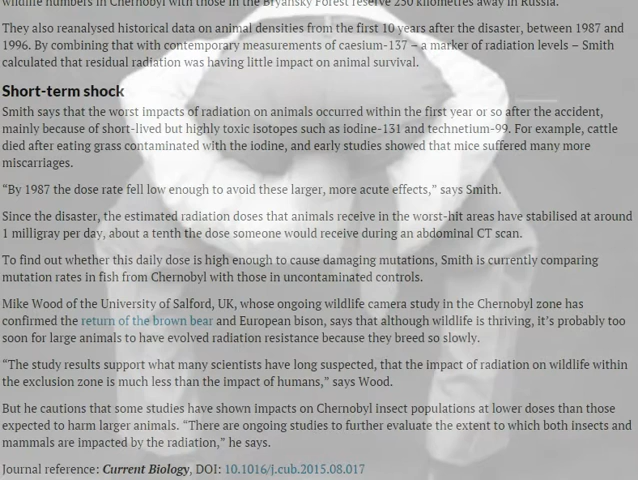 wildlife numbers in Chernobyl with those in the Bryansky Forest reserve 250 kilometres away in Russia.
They also reanalysed historical data on animal densities from the first 10 years after the disaster, between 1987 and
1996. By combining that with contemporary measurements of caesium-137 – a marker of radiation levels – Smith
calculated that residual radiation was having little impact on animal survival.
Short-term shock
Smith says that the worst impacts of radiation on animals occurred within the first year or so after the accident,
mainly because of short-lived but highly toxic isotopes such as iodine-131 and technetium-99. For example, cattle
died after eating grass contaminated with the iodine, and early studies showed that mice suffered many more
miscarriages.
“By 1987 the dose rate fell low enough to avoid these larger, more acute effects,” says Smith.
Since the disaster, the estimated radiation doses that animals receive in the worst-hit areas have stabilised at around
1 milligray per day, about a tenth the dose someone would receive during an abdominal CT scan.
To find out whether this daily dose is high enough to cause damaging mutations, Smith is currently comparing
mutation rates in fish from Chernobyl with those in uncontaminated controls.
Mike Wood of the University of Salford, UK, whose ongoing wildlife camera study in the Chernobyl zone has
confirmed the return of the brown bear and European bison, says that although wildlife is thriving, it’s probably too
soon for large animals to have evolved radiation resistance because they breed so slowly.
“The study results support what many scientists have long suspected, that the impact of radiation on wildlife within
the exclusion zone is much less than the impact of humans,” says Wood.
But he cautions that some studies have shown impacts on Chernobyl insect populations at lower doses than those
expected to harm larger animals. “There are ongoing studies to further evaluate the extent to which both insects and
mammals are impacted by the radiation,” he says.
Journal reference: Current Biology, DOI: 10.1016/j.cub.2015.08.017